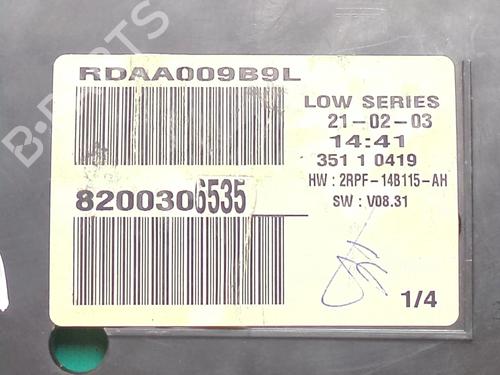 B-PARTS
RDAA009B9L
LOW SERIES
21-02-03
14:41
351 1 0419
HW : 2RPF-14B115-AH
SW : V08.31
8200306535
1/4